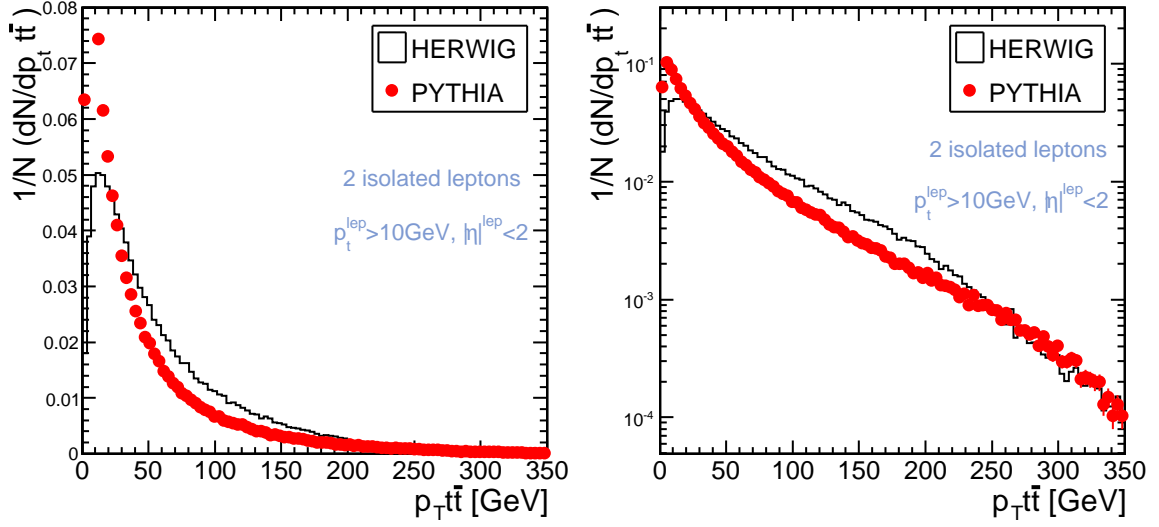 1/N (dN/dp_t tt̄)
0.08
0.07
0.06
0.05
0.04
0.03
0.02
0.01
0
HERWIG
PYTHIA
2 isolated leptons
p_t^lep>10GeV, |η|^lep<2
0 50 100 150 200 250 300 350
p_T tt̄ [GeV]
1/N (dN/dp_t tt̄)
10^-1
10^-2
10^-3
10^-4
HERWIG
PYTHIA
2 isolated leptons
p_t^lep>10GeV, |η|^lep<2
0 50 100 150 200 250 300 350
p_T tt̄ [GeV]